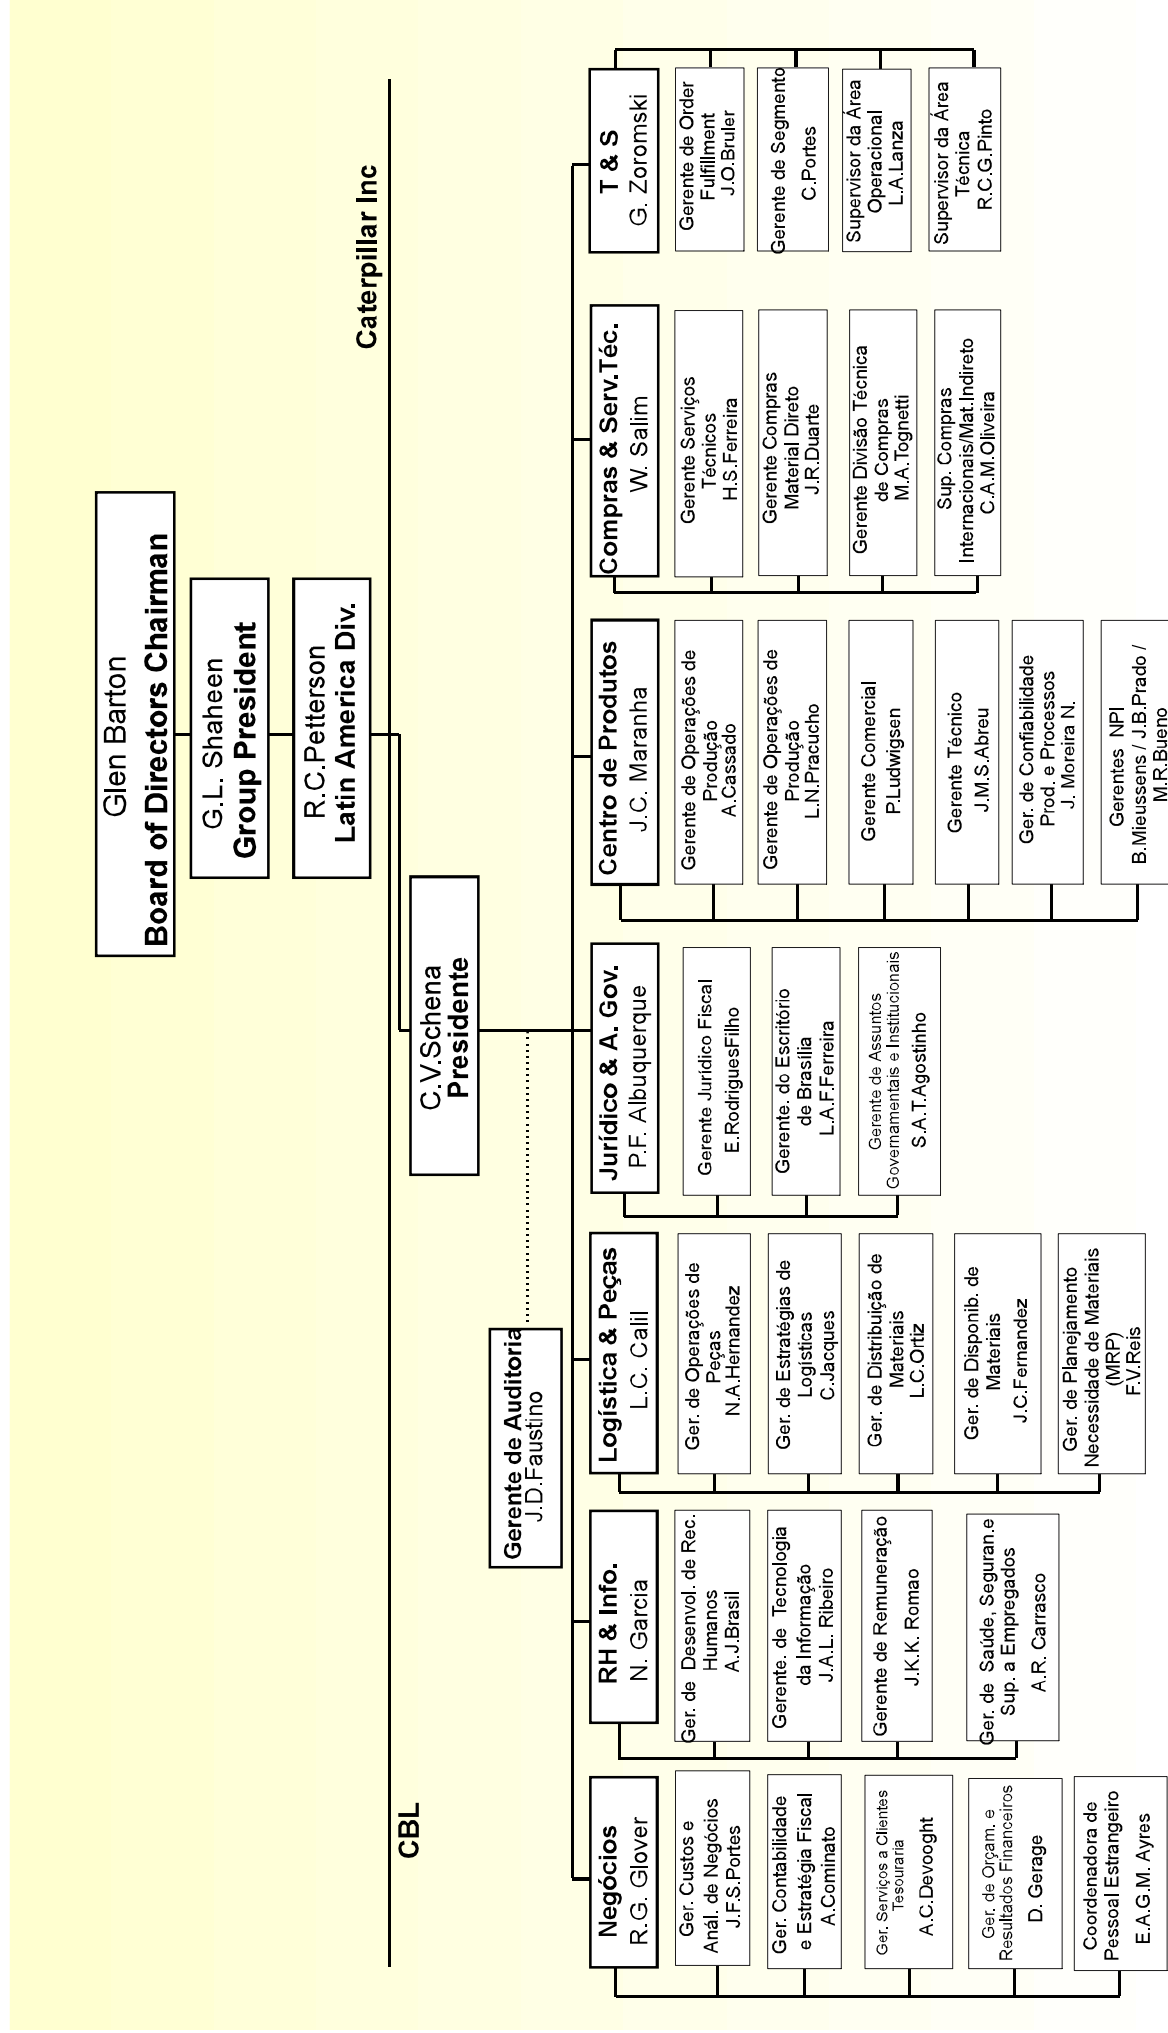 Glen Barton
Board of Directors Chairman
G.L. Shaheen
Group President
R.C.Petterson
Latin America Div.
Caterpillar Inc
CBL
C.V.Schena
Presidente
Gerente de Auditoria
J.D.Faustino
Negócios
R.G. Glover
Ger. Custos e
Anál. de Negócios
J.F.S.Portes
Ger. Contabilidade
e Estratégia Fiscal
A.Cominato
Ger. Serviços a Clientes
Tesouraria
A.C.Devooght
Ger. de Orçam. e
Resultados Financeiros
D. Gerage
Coordenadora de
Pessoal Estrangeiro
E.A.G.M. Ayres
RH & Info.
N. Garcia
Ger. de Desenvol. de Rec.
Humanos
A.J.Brasil
Gerente. de Tecnologia
da Informação
J.A.L. Ribeiro
Gerente de Remuneração
J.K.K. Romao
Ger. de Saúde, Seguran.e
Sup. a Empregados
A.R. Carrasco
Logística & Peças
L.C. Calil
Ger. de Operações de
Peças
N.A.Hernandez
Ger. de Estratégias de
Logísticas
C.Jacques
Ger. de Distribuição de
Materiais
L.C.Ortiz
Ger. de Disponib. de
Materiais
J.C.Fernandez
Ger. de Planejamento
Necessidade de Materiais
(MRP)
F.V.Reis
Jurídico & A. Gov.
P.F. Albuquerque
Gerente Jurídico Fiscal
E.RodriguesFilho
Gerente. do Escritório
de Brasília
L.A.F.Ferreira
Gerente de Assuntos
Governamentais e Institucionais
S.A.T.Agostinho
Centro de Produtos
J.C. Maranha
Gerente de Operações de
Produção
A.Cassado
Gerente de Operações de
Produção
L.N.Pracucho
Gerente Comercial
P.Ludwigsen
Gerente Técnico
J.M.S.Abreu
Ger. de Confiabilidade
Prod. e Processos
J. Moreira N.
Gerentes NPI
B.Mieussens / J.B.Prado /
M.R.Bueno
Compras & Serv.Téc.
W. Salim
Gerente Serviços
Técnicos
H.S.Ferreira
Gerente Compras
Material Direto
J.R.Duarte
Gerente Divisão Técnica
de Compras
M.A.Tognetti
Sup. Compras
Internacionais/Mat.Indireto
C.A.M.Oliveira
T & S
G. Zoromski
Gerente de Order
Fulfillment
J.O.Bruler
Gerente de Segmento
C.Portes
Supervisor da Área
Operacional
L.A.Lanza
Supervisor da Área
Técnica
R.C.G.Pinto